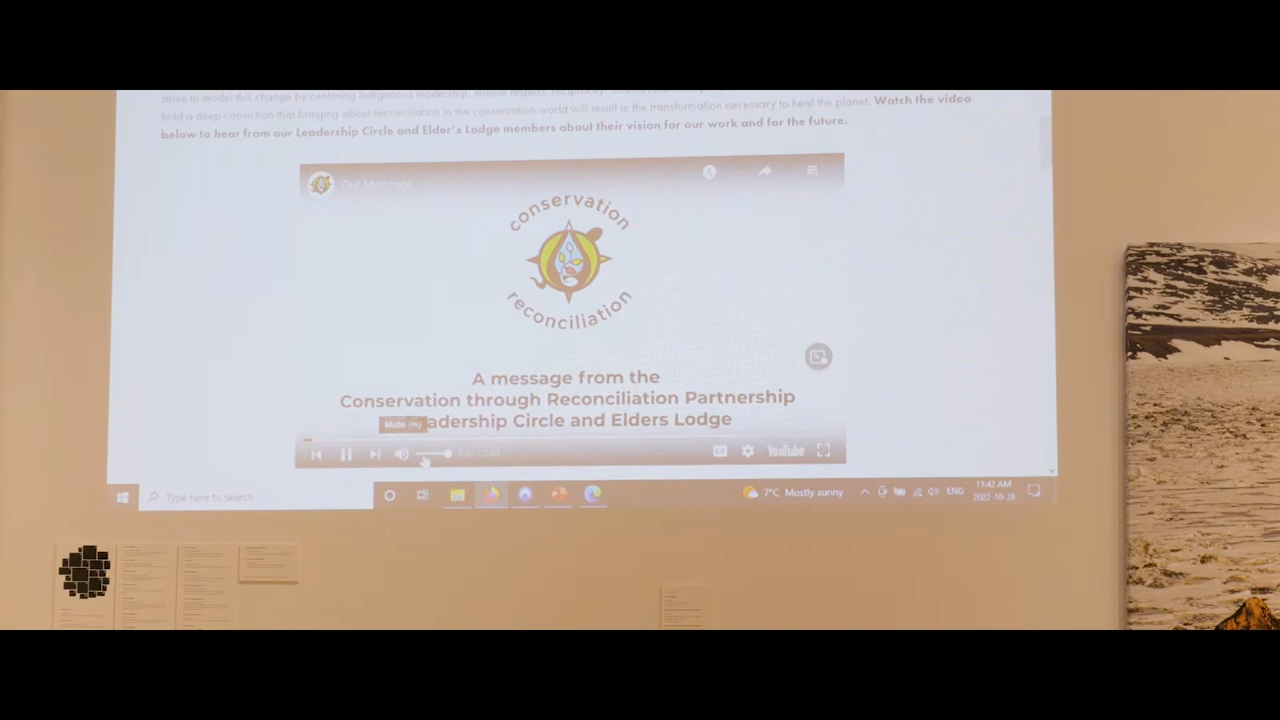 strive to model this change by centering Indigenous leadership, mutual respect, reciprocity,
hold a deep conviction that bringing about reconciliation in the conservation world will result in the transformation necessary to heal the planet. Watch the video
below to hear from our Leadership Circle and Elder's Lodge members about their vision for our work and for the future.
Our Message
conservation
reconciliation
A message from the
Conservation through Reconciliation Partnership
adership Circle and Elders Lodge
Mute (m)
YouTube
Type here to search
7°C Mostly sunny
ENG
11:42 AM
2022-10-28